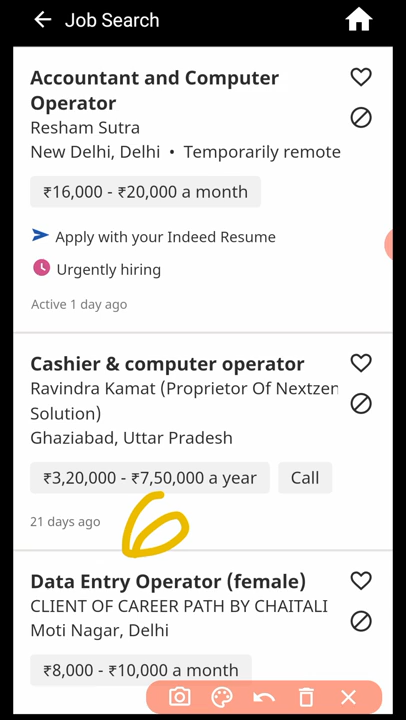 Job Search
Accountant and Computer
Operator
Resham Sutra
New Delhi, Delhi • Temporarily remote
₹16,000 - ₹20,000 a month
Apply with your Indeed Resume
Urgently hiring
Active 1 day ago
Cashier & computer operator
Ravindra Kamat (Proprietor Of Nextzen
Solution)
Ghaziabad, Uttar Pradesh
₹3,20,000 - ₹7,50,000 a year Call
21 days ago
6
Data Entry Operator (female)
CLIENT OF CAREER PATH BY CHAITALI
Moti Nagar, Delhi
₹8,000 - ₹10,000 a month